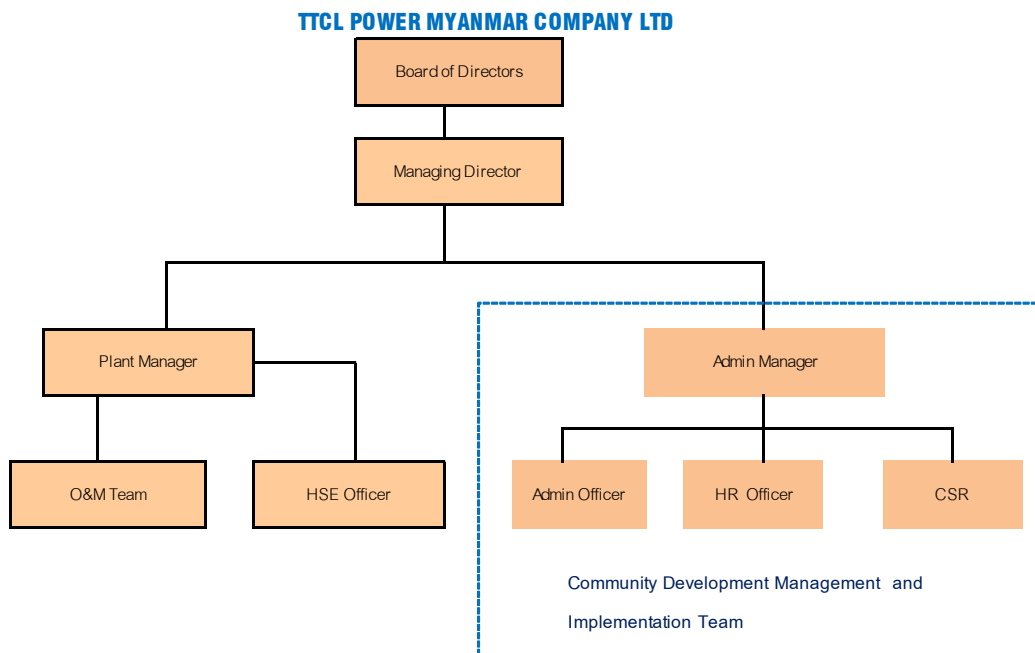 TTCL POWER MYANMAR COMPANY LTD
Board of Directors
Managing Director
Plant Manager
Admin Manager
O&M Team
HSE Officer
Admin Officer
HR Officer
CSR
Community Development Management and
Implementation Team